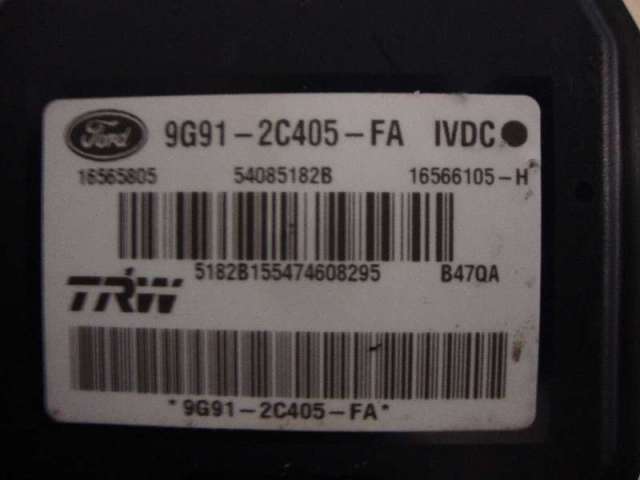 Ford 9G91-2C405-FA IVDC
16565805 54085182B 16566105-H
5182B155474608295 B47QA
TRW
*9G91-2C405-FA*